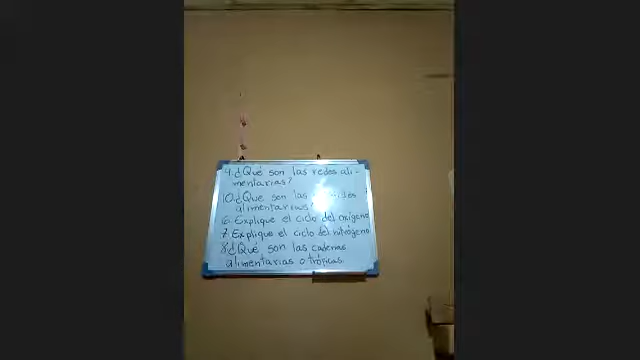 9.¿Qué son las redes ali-
mentarias?
10.¿Que son las
alimentarias
6.Explique el ciclo del oxígeno
7.Explique el ciclo del nitrógeno
8.¿Qué son las cadenas
alimentarias o tróficas.